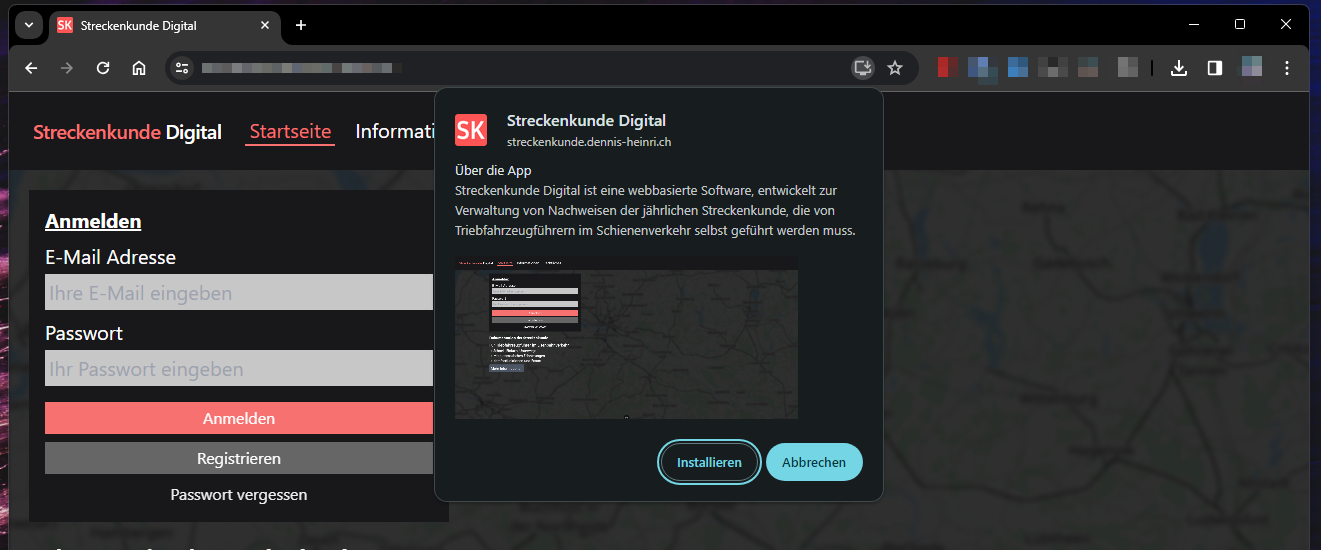 SK Streckenkunde Digital
Streckenkunde Digital Startseite Informati
Anmelden
E-Mail Adresse
Ihre E-Mail eingeben
Passwort
Ihr Passwort eingeben
Anmelden
Registrieren
Passwort vergessen
SK
Streckenkunde Digital
streckenkunde.dennis-heinri.ch
Über die App
Streckenkunde Digital ist eine webbasierte Software, entwickelt zur
Verwaltung von Nachweisen der jährlichen Streckenkunde, die von
Triebfahrzeugführern im Schienenverkehr selbst geführt werden muss.
Installieren Abbrechen